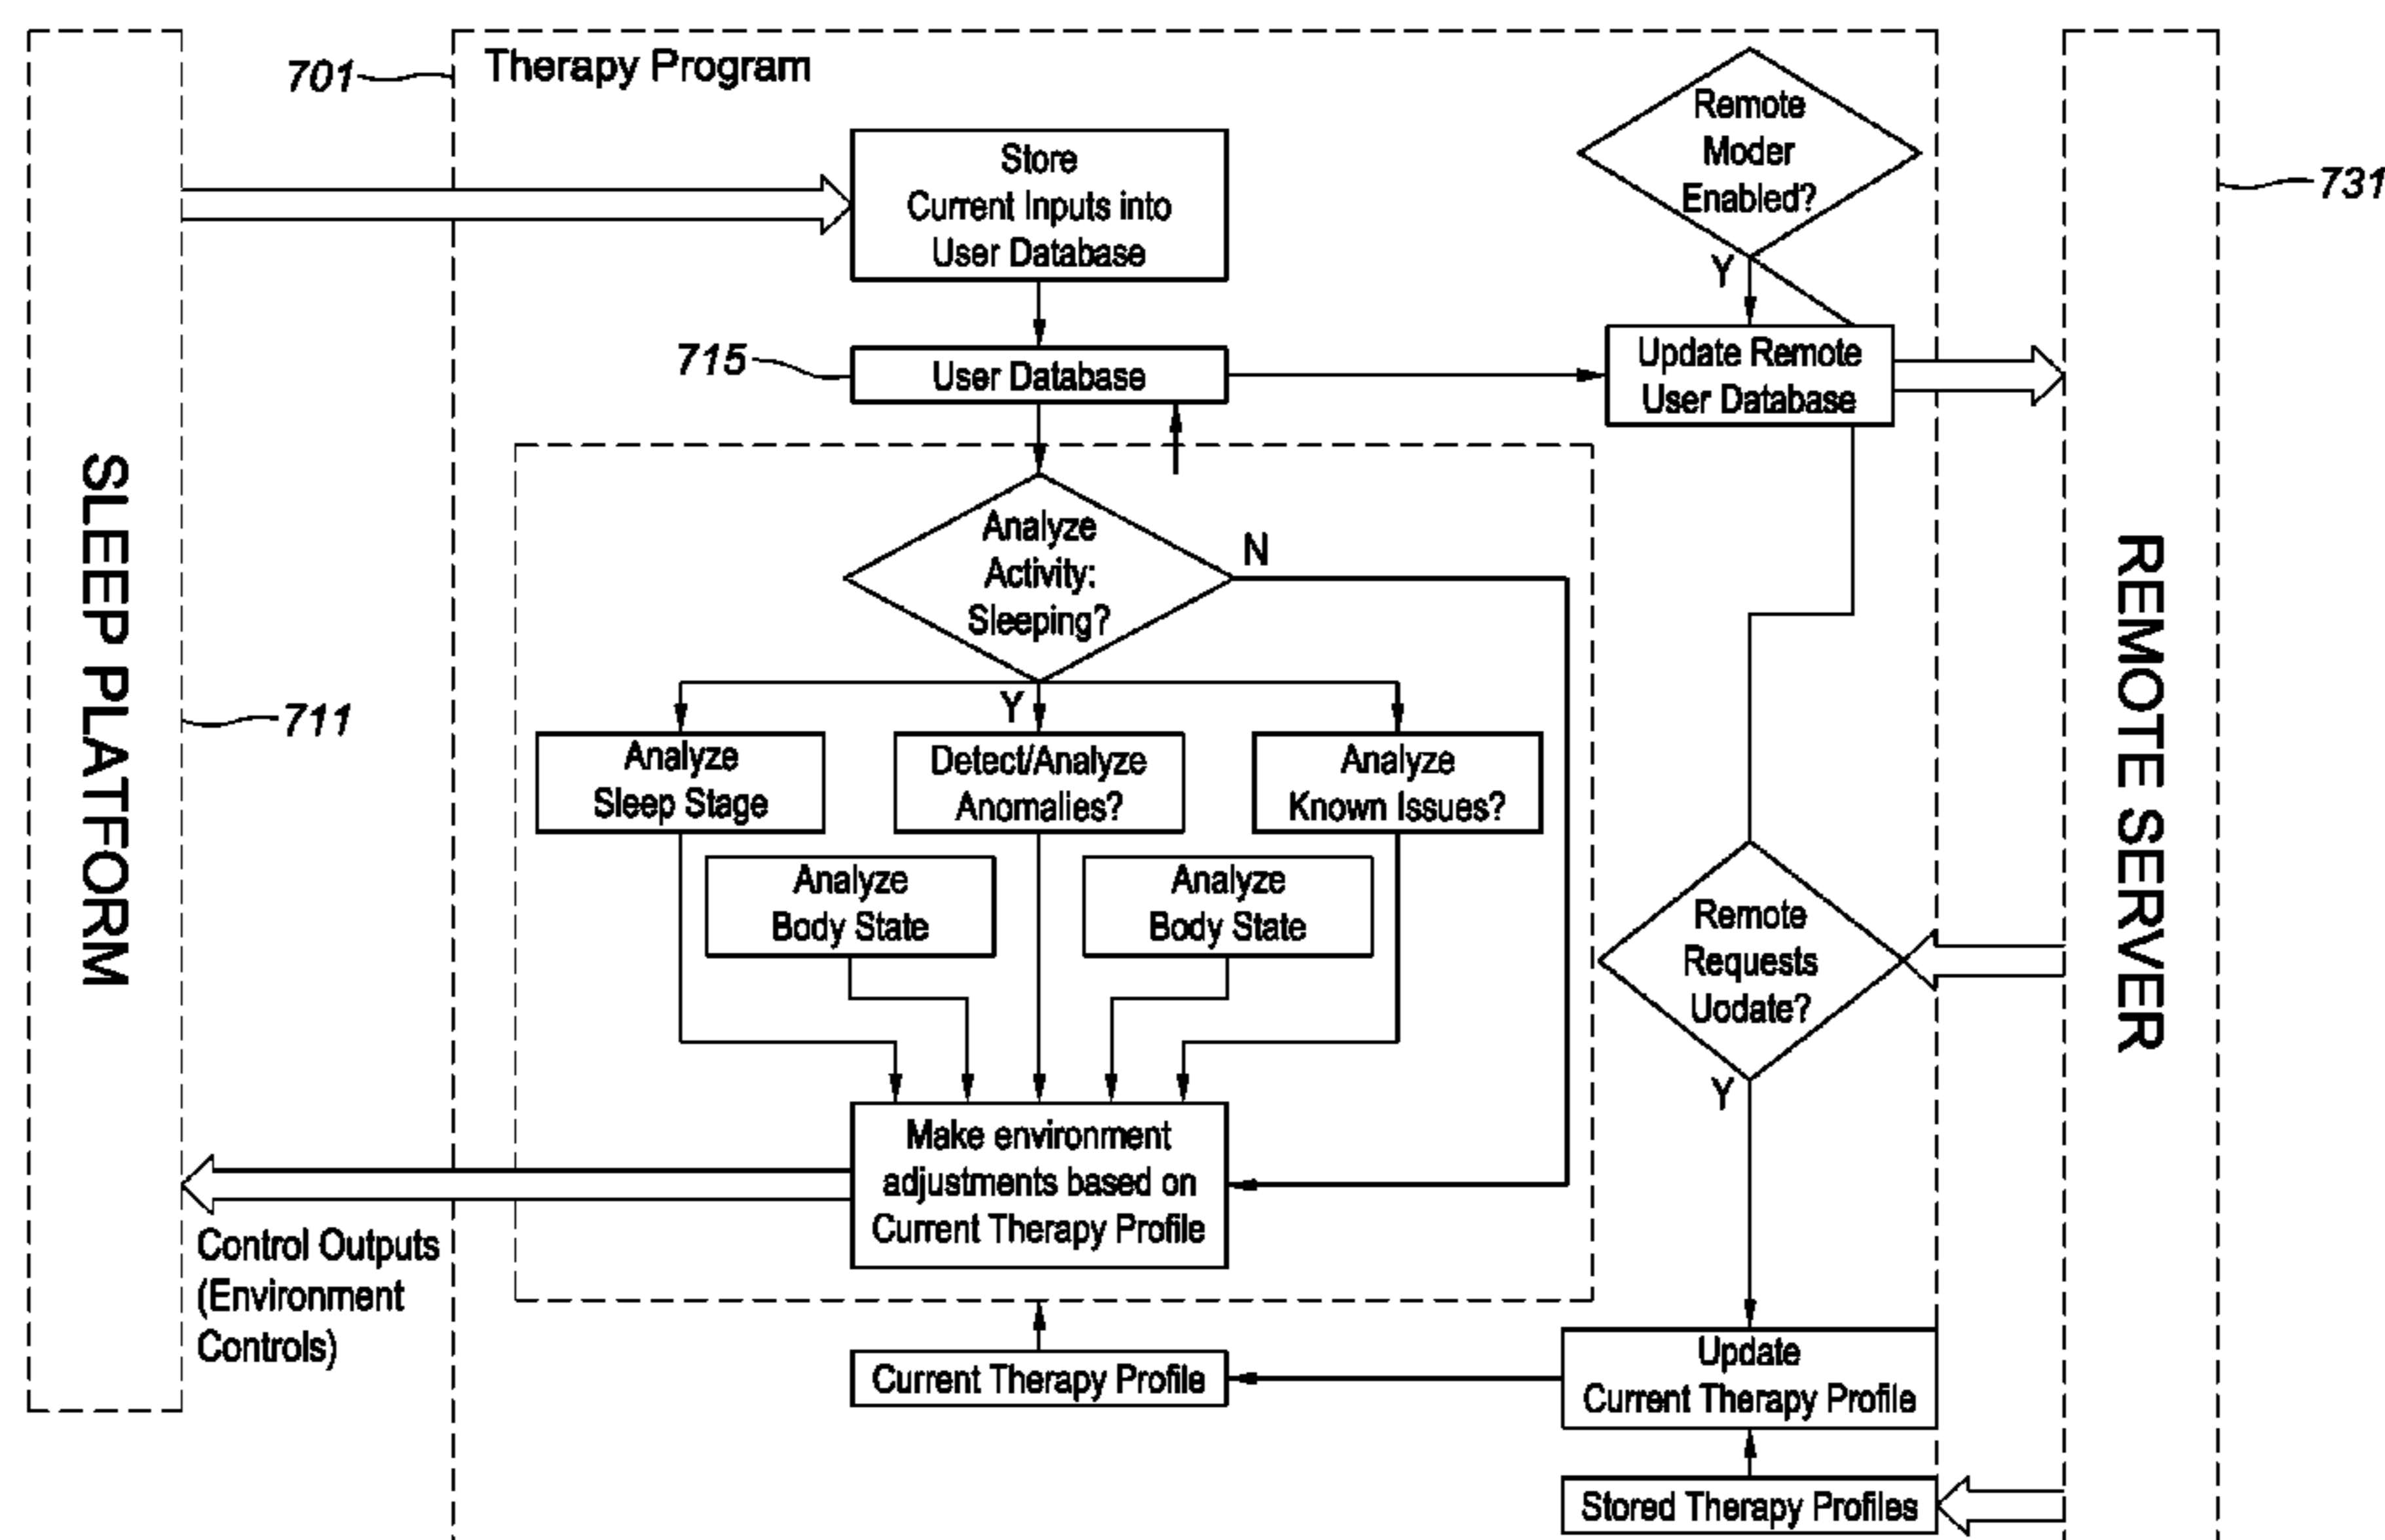 701
Therapy Program
Remote
Moder
Enabled?
731
Store
Current Inputs into
User Database
Y
715
User Database
Update Remote
User Database
SLEEP PLATFORM
711
Analyze
Activity:
Sleeping?
N
Y
Analyze
Sleep Stage
Detect/Analyze
Anomalies?
Analyze
Known Issues?
Analyze
Body State
Analyze
Body State
Remote
Requests
Uodate?
Y
REMOTE SERVER
Make environment
adjustments based on
Current Therapy Profile
Control Outputs
(Environment
Controls)
Current Therapy Profile
Update
Current Therapy Profile
Stored Therapy Profiles